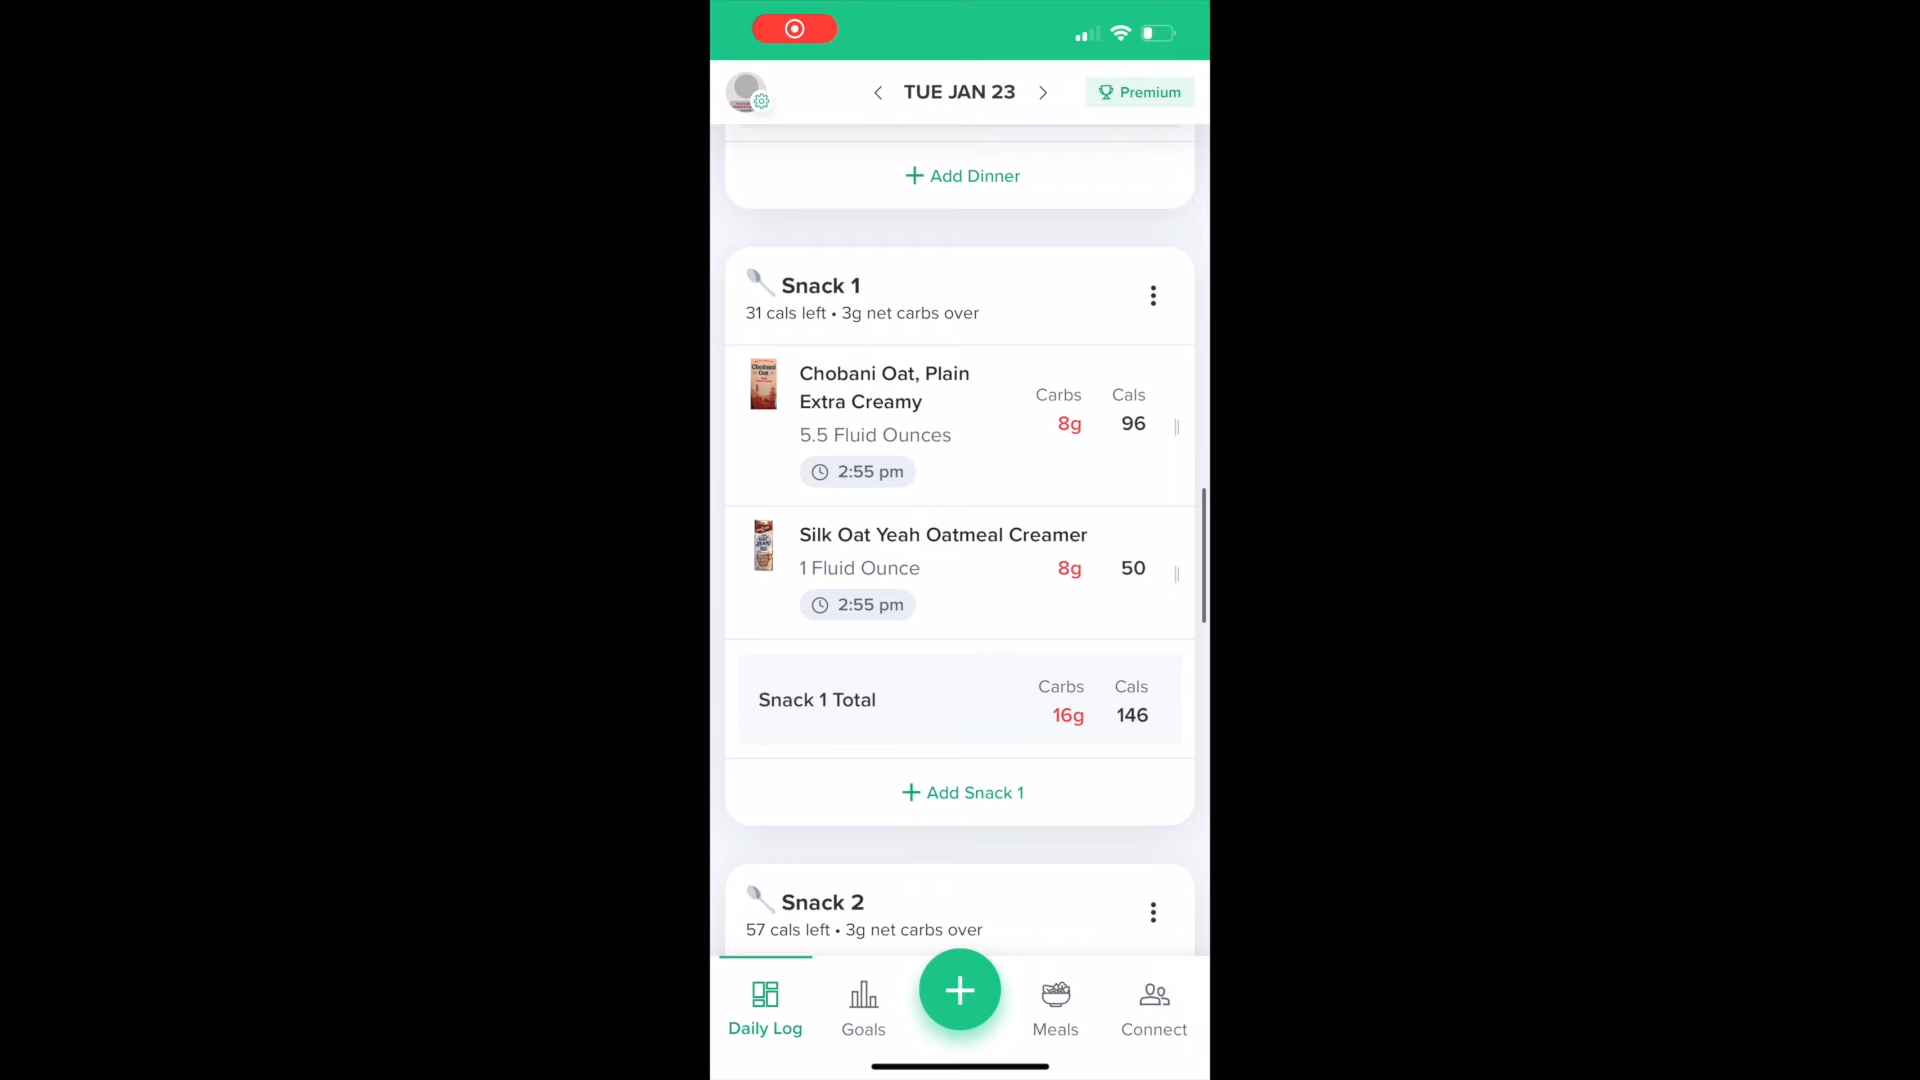 TUE JAN 23
Premium
Add Dinner
Snack 1
31 cals left • 3g net carbs over
Chobani Oat, Plain
Extra Creamy
Carbs Cals
8g 96
5.5 Fluid Ounces
2:55 pm
Silk Oat Yeah Oatmeal Creamer
1 Fluid Ounce 8g 50
2:55 pm
Carbs Cals
Snack 1 Total
16g 146
Add Snack 1
Snack 2
57 cals left • 3g net carbs over
Daily Log Goals Meals Connect